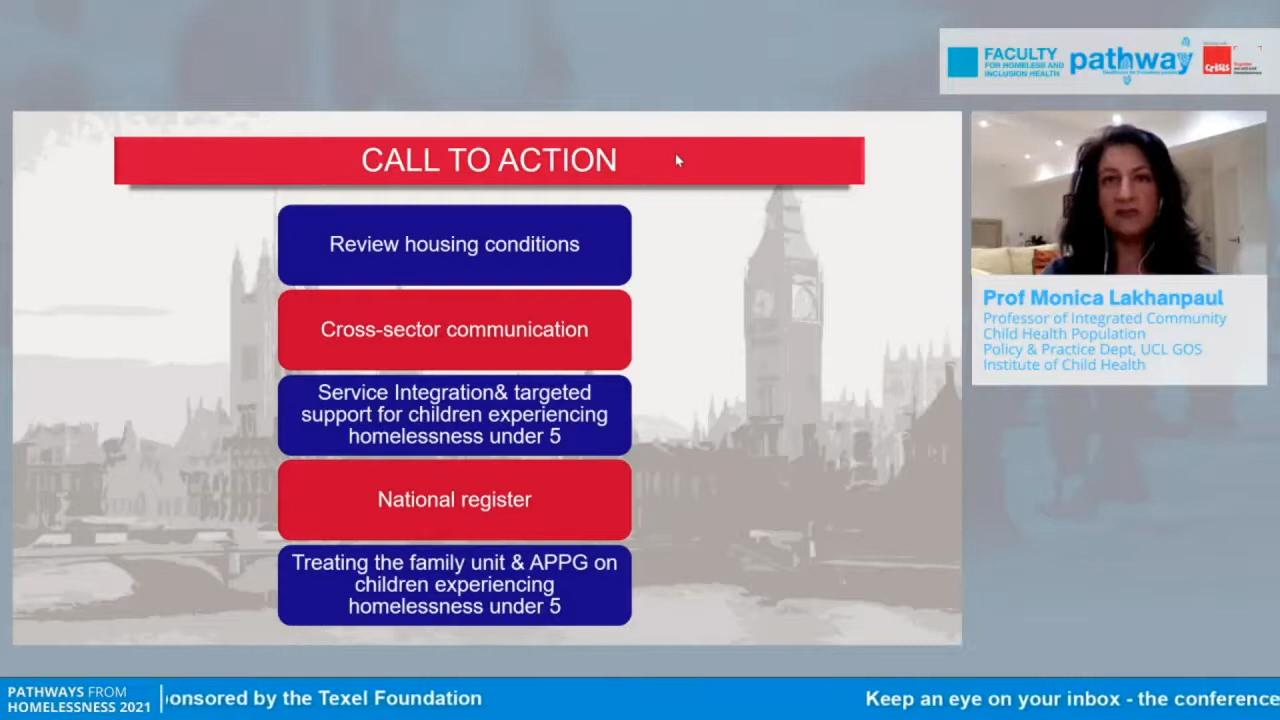 FACULTY
FOR HOMELESS AND
INCLUSION HEALTH
pathway
CRISIS
CALL TO ACTION
Review housing conditions
Cross-sector communication
Service Integration& targeted
support for children experiencing
homelessness under 5
National register
Treating the family unit & APPG on
children experiencing
homelessness under 5
Prof Monica Lakhanpaul
Professor of Integrated Community
Child Health Population
Policy & Practice Dept, UCL GOS
Institute of Child Health
PATHWAYS FROM
HOMELESSNESS 2021
onsored by the Texel Foundation
Keep an eye on your inbox - the conference